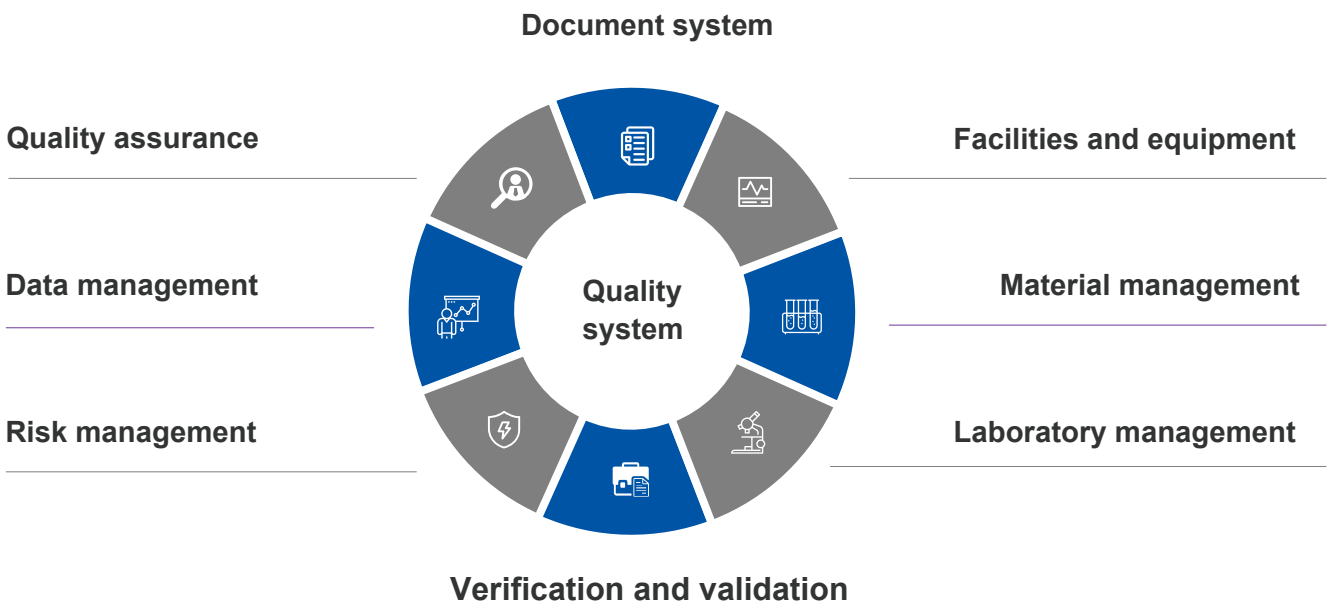 Document system
Quality assurance
Facilities and equipment
Data management
Quality
system
Material management
Risk management
Laboratory management
Verification and validation